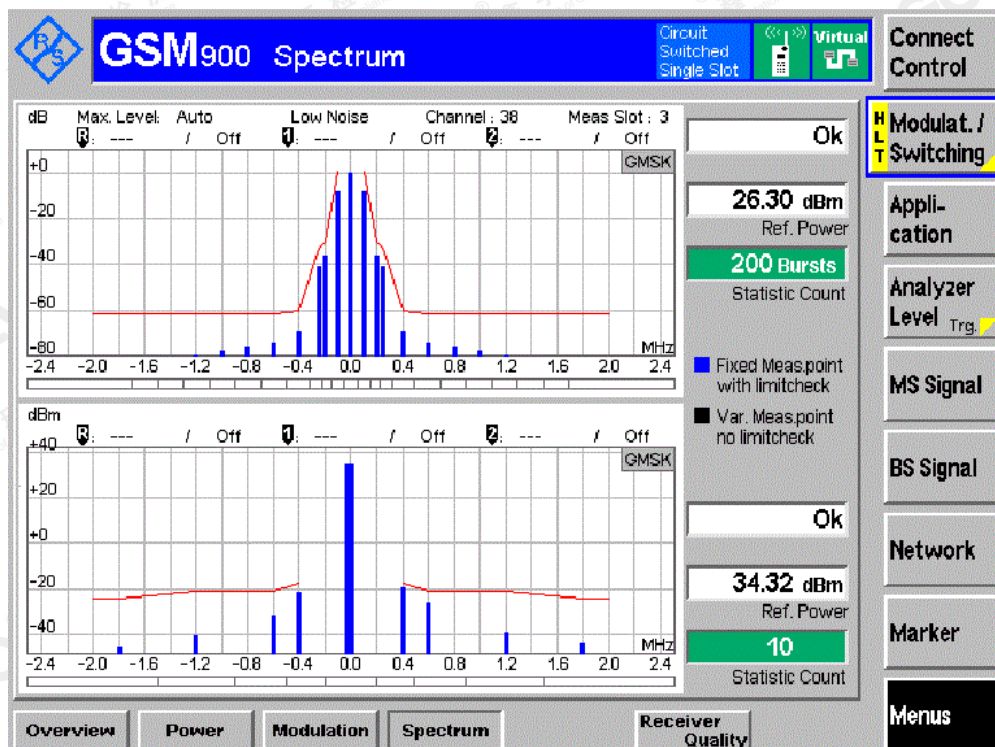 R/S
GSM900 Spectrum
Circuit
Switched
Single Slot
Virtual
Connect
Control
dB Max. Level: Auto Low Noise Channel : 38 Meas Slot : 3
R: --- / Off 1: --- / Off 2: --- / Off
GMSK
+0
-20
-40
-60
-80
MHz
-2.4 -2.0 -1.6 -1.2 -0.8 -0.4 0.0 0.4 0.8 1.2 1.6 2.0 2.4
Ok
26.30 dBm
Ref. Power
200 Bursts
Statistic Count
Fixed Meas.point
with limitcheck
Var. Meas.point
no limitcheck
dBm
R: --- / Off 1: --- / Off 2: --- / Off
GMSK
+40
+20
+0
-20
-40
MHz
-2.4 -2.0 -1.6 -1.2 -0.8 -0.4 0.0 0.4 0.8 1.2 1.6 2.0 2.4
Ok
34.32 dBm
Ref. Power
10
Statistic Count
HLT
Modulat. /
Switching
Appli-
cation
Analyzer
Level Trg.
MS Signal
BS Signal
Network
Marker
Menus
Overview
Power
Modulation
Spectrum
Receiver
Quality